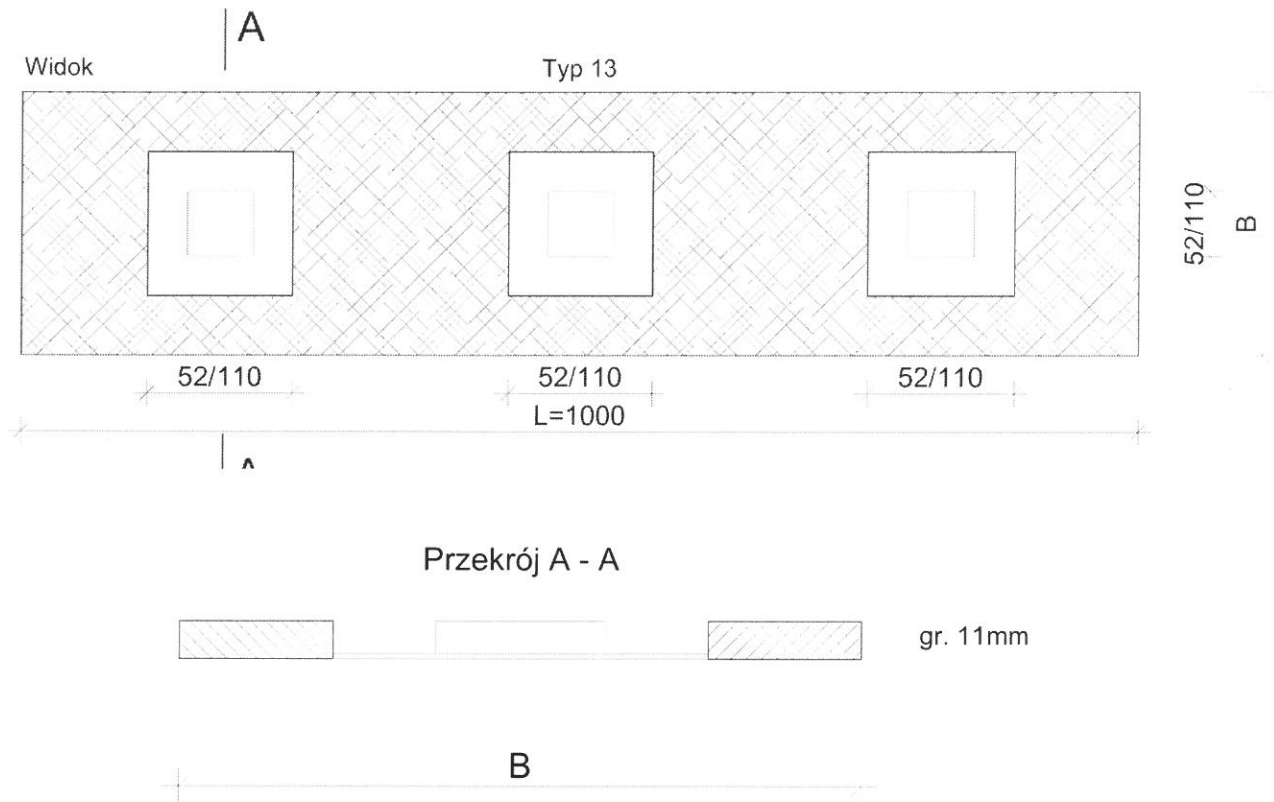 A
Widok
Typ 13
52/110
B
52/110 52/110 52/110
L=1000
A
Przekrój A - A
gr. 11mm
B